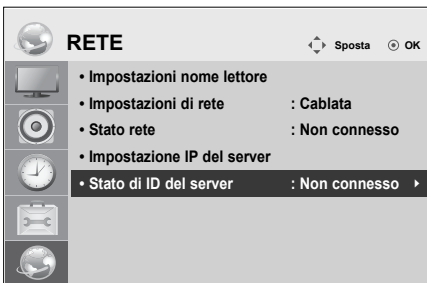 RETE
Sposta OK
• Impostazioni nome lettore
• Impostazioni di rete : Cablata
• Stato rete : Non connesso
• Impostazione IP del server
• Stato di ID del server : Non connesso